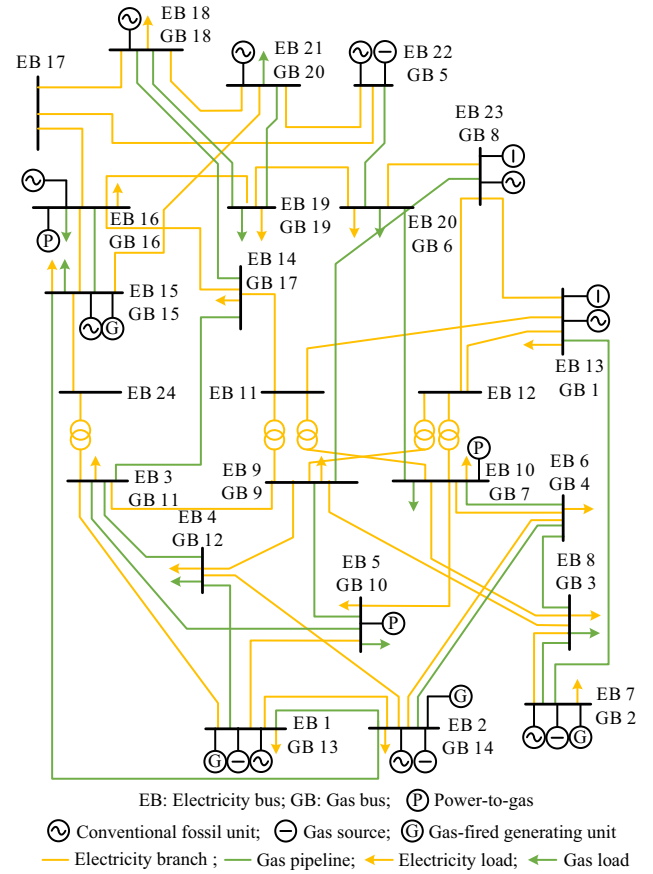 EB 18
GB 18
EB 21
GB 20
EB 22
GB 5
EB 17
EB 23
GB 8
EB 16
GB 16
P
EB 19
GB 19
EB 20
GB 6
EB 14
GB 17
EB 15
GB 15
G
EB 13
GB 1
EB 24
EB 11
EB 12
EB 3
GB 11
EB 9
GB 9
P
EB 10
GB 7
EB 6
GB 4
EB 4
GB 12
EB 5
GB 10
P
EB 8
GB 3
EB 7
GB 2
G
EB 1
GB 13
G
EB 2
GB 14
G
EB: Electricity bus; GB: Gas bus; P Power-to-gas
Conventional fossil unit; Gas source; G Gas-fired generating unit
Electricity branch ; Gas pipeline; Electricity load; Gas load